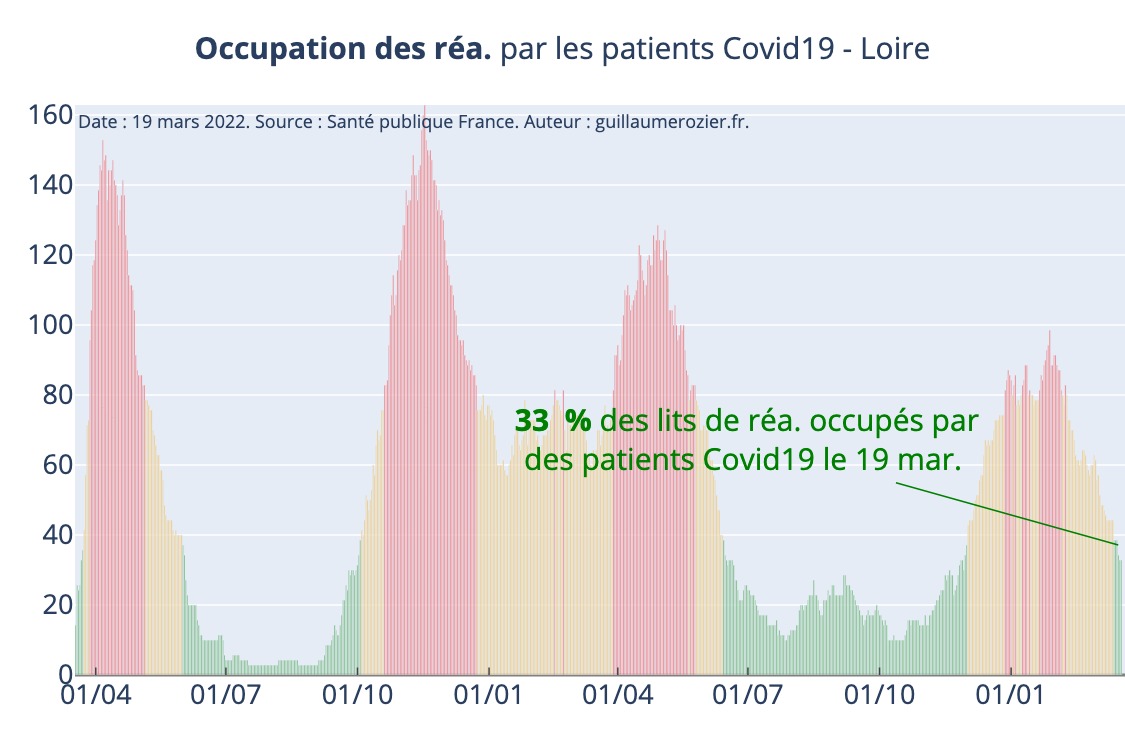 Occupation des réa. par les patients Covid19 - Loire
160
Date : 19 mars 2022. Source : Santé publique France. Auteur : guillaumerozier.fr.
140
120
100
80
33 % des lits de réa. occupés par
des patients Covid19 le 19 mar.
60
40
20
0
01/04 01/07 01/10 01/01 01/04 01/07 01/10 01/01